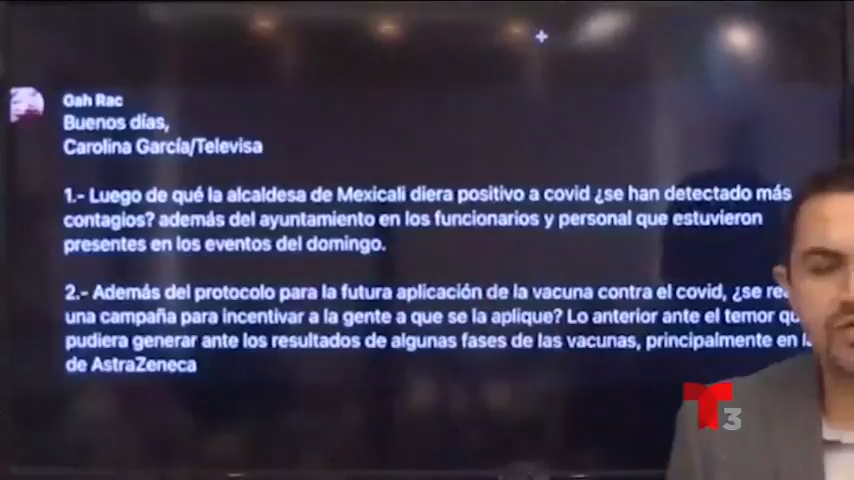 Gah Rac
Buenos días,
Carolina García/Televisa
1.- Luego de qué la alcaldesa de Mexicali diera positivo a covid ¿se han detectado más
contagios? además del ayuntamiento en los funcionarios y personal que estuvieron
presentes en los eventos del domingo.
2.- Además del protocolo para la futura aplicación de la vacuna contra el covid, ¿se
una campaña para incentivar a la gente a que se la aplique? Lo anterior ante el temor
pudiera generar ante los resultados de algunas fases de las vacunas, principalmente en
de AstraZeneca
T3